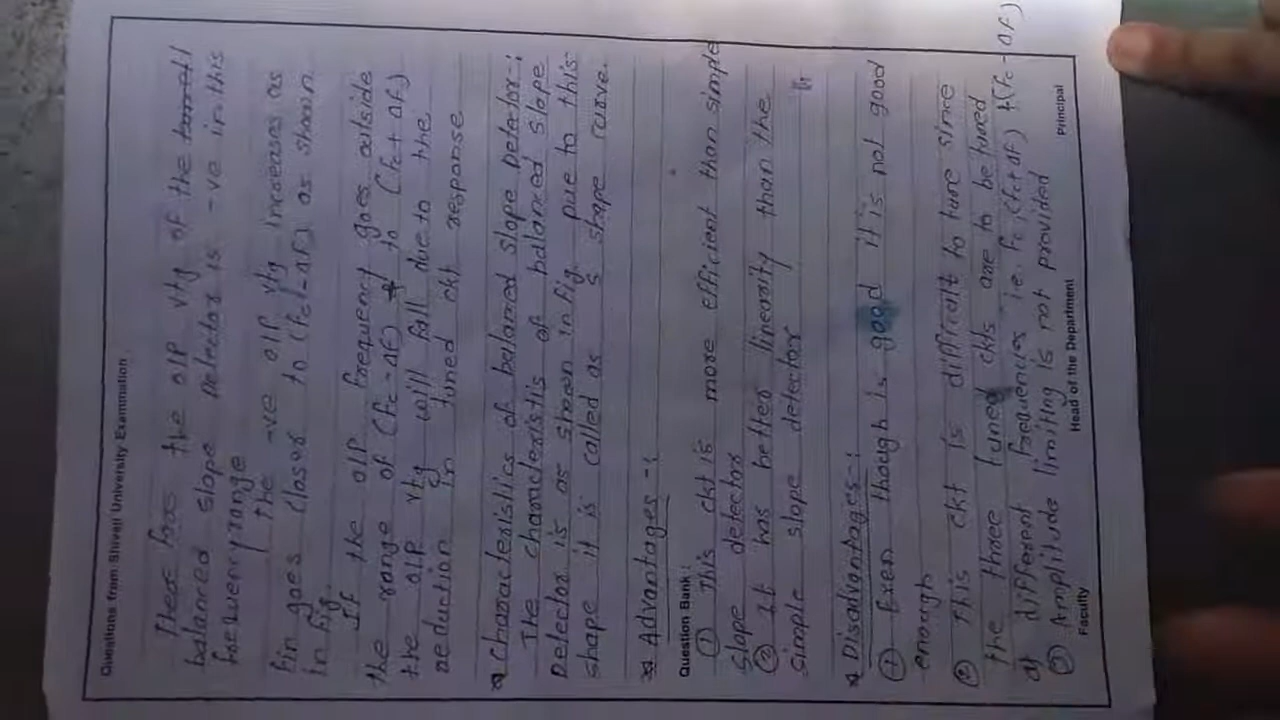 Questions from Shivaji University Examination
There fore the o/p vtg of the
balanced slope Detector is -ve in this
frequency range
the -ve o/p vtg increases as
fin goes closer to (fc-Δf) as shown
in fig.
If the o/p frequency goes outside
the range of (fc-Δf) to (fc+Δf)
the o/p vtg will fall due to the
reduction in tuned ckt response
* Characteristics of balanced slope Detector-:
The characteristis of balanced slope
Detector is as shown in fig. Due to this
shape it is called as s shape curve.
* Advantages -:
Question Bank:
① This ckt is more efficient than simple
slope detector
② It has better linearity than the
simple slope detector
* Disadvantages-:
① Even though is good it is not good
enough
② This ckt is difficult to tune since
the three tuned ckts are to be tuned
at different frequencies i.e. fc,(fc+Δf) &(fc-Δf)
③ Amplitude limiting is not provided
Faculty Head of the Department Principal